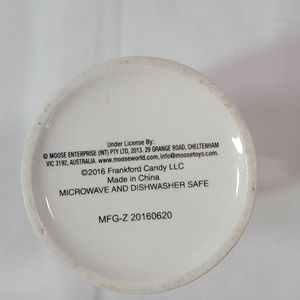 Under License By:
© MOOSE ENTERPRISE (INT) PTY LTD, 2013. 29 GRANGE ROAD, CHELTENHAM
VIC 3192, AUSTRALIA. www.mooseworld.com, info@moosetoys.com
©2016 Frankford Candy LLC
Made in China
MICROWAVE AND DISHWASHER SAFE
MFG-Z 20160620